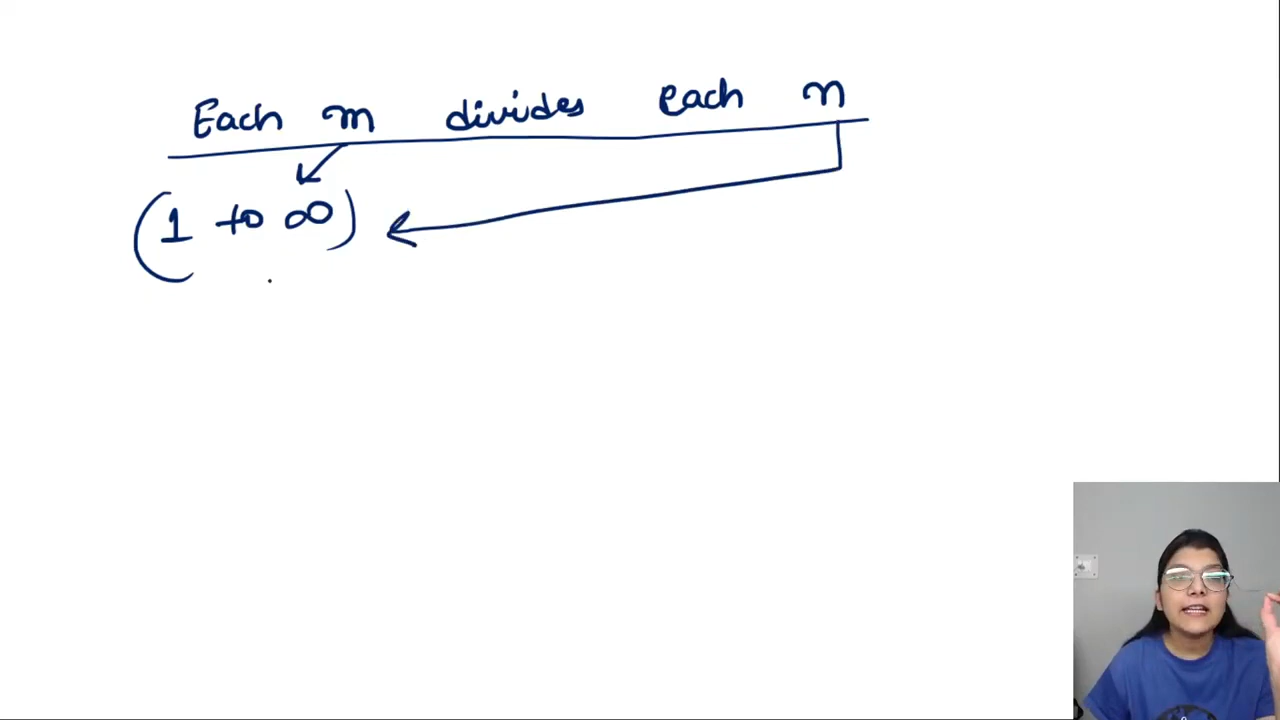 Each m divides each n
(1 to ∞)